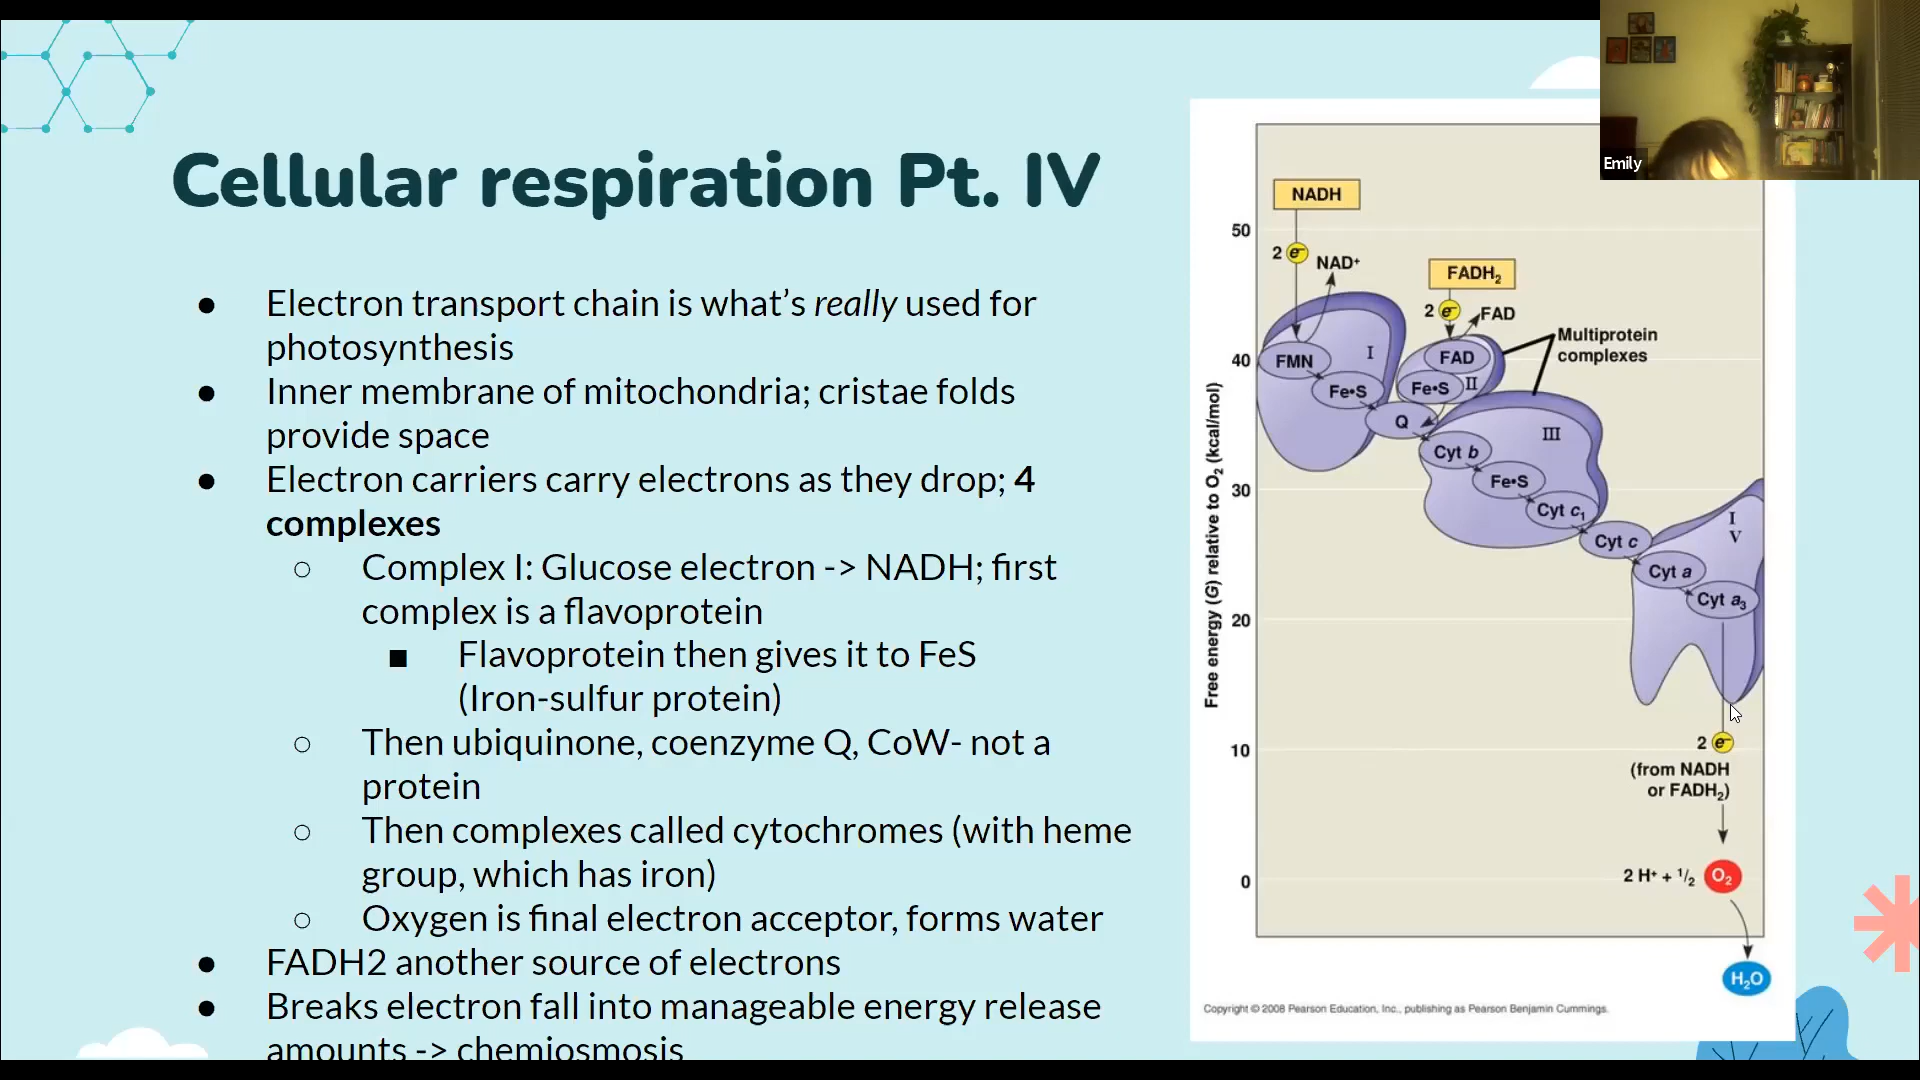 Emily
Cellular respiration Pt. IV
● Electron transport chain is what’s really used for
photosynthesis
● Inner membrane of mitochondria; cristae folds
provide space
● Electron carriers carry electrons as they drop; 4
complexes
○ Complex I: Glucose electron -> NADH; first
complex is a flavoprotein
■ Flavoprotein then gives it to FeS
(Iron-sulfur protein)
○ Then ubiquinone, coenzyme Q, CoW- not a
protein
○ Then complexes called cytochromes (with heme
group, which has iron)
○ Oxygen is final electron acceptor, forms water
● FADH2 another source of electrons
● Breaks electron fall into manageable energy release
amounts -> chemiosmosis
Free energy (G) relative to O₂ (kcal/mol)
50
40
30
20
10
0
NADH
2 e⁻
NAD⁺
FADH₂
2 e⁻
FAD
Multiprotein
complexes
FMN
I
Fe•S
FAD
Fe•S
II
Q
III
Cyt b
Fe•S
Cyt c₁
Cyt c
I
V
Cyt a
Cyt a₃
2 e⁻
(from NADH
or FADH₂)
2 H⁺ + ¹/₂ O₂
H₂O
Copyright © 2008 Pearson Education, Inc., publishing as Pearson Benjamin Cummings.